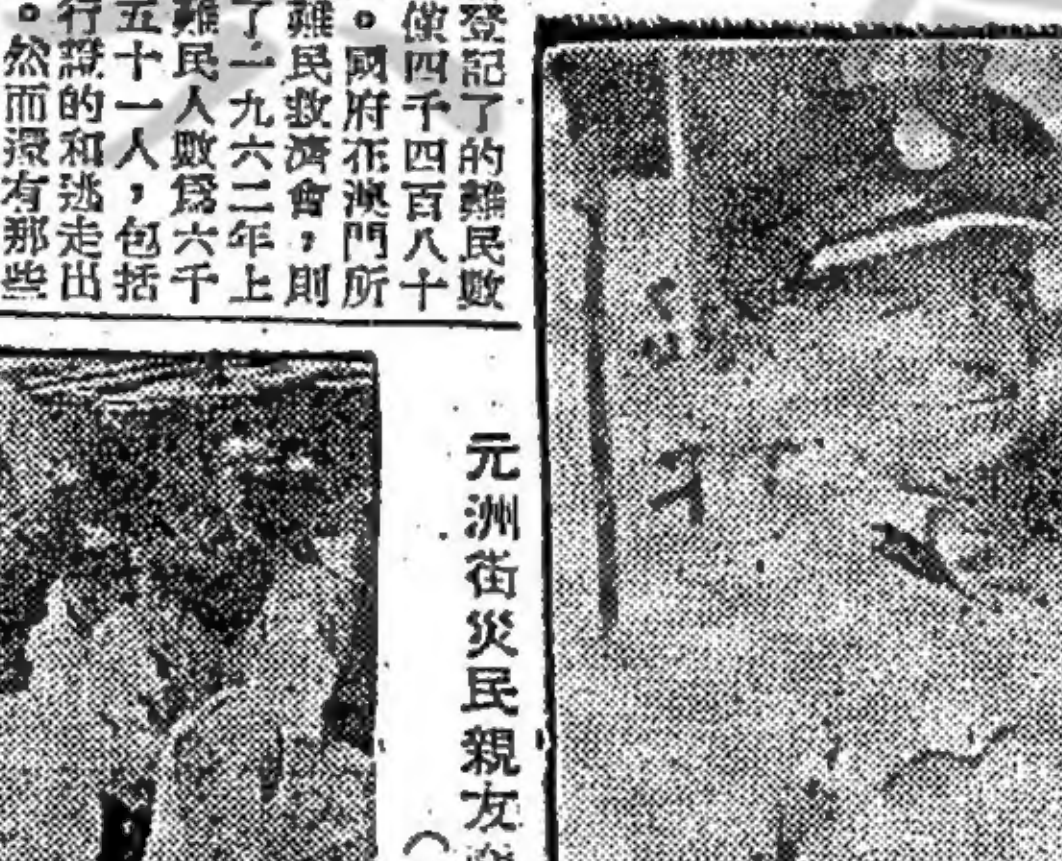 登記了的難民數
僅四千四百八十
。國府在澳門所
難民救濟會，則
了一九六二年上
難民人數爲六千
五十一人，包括
行證的和逃走出
。然而還有那些
元洲街災民親友
（